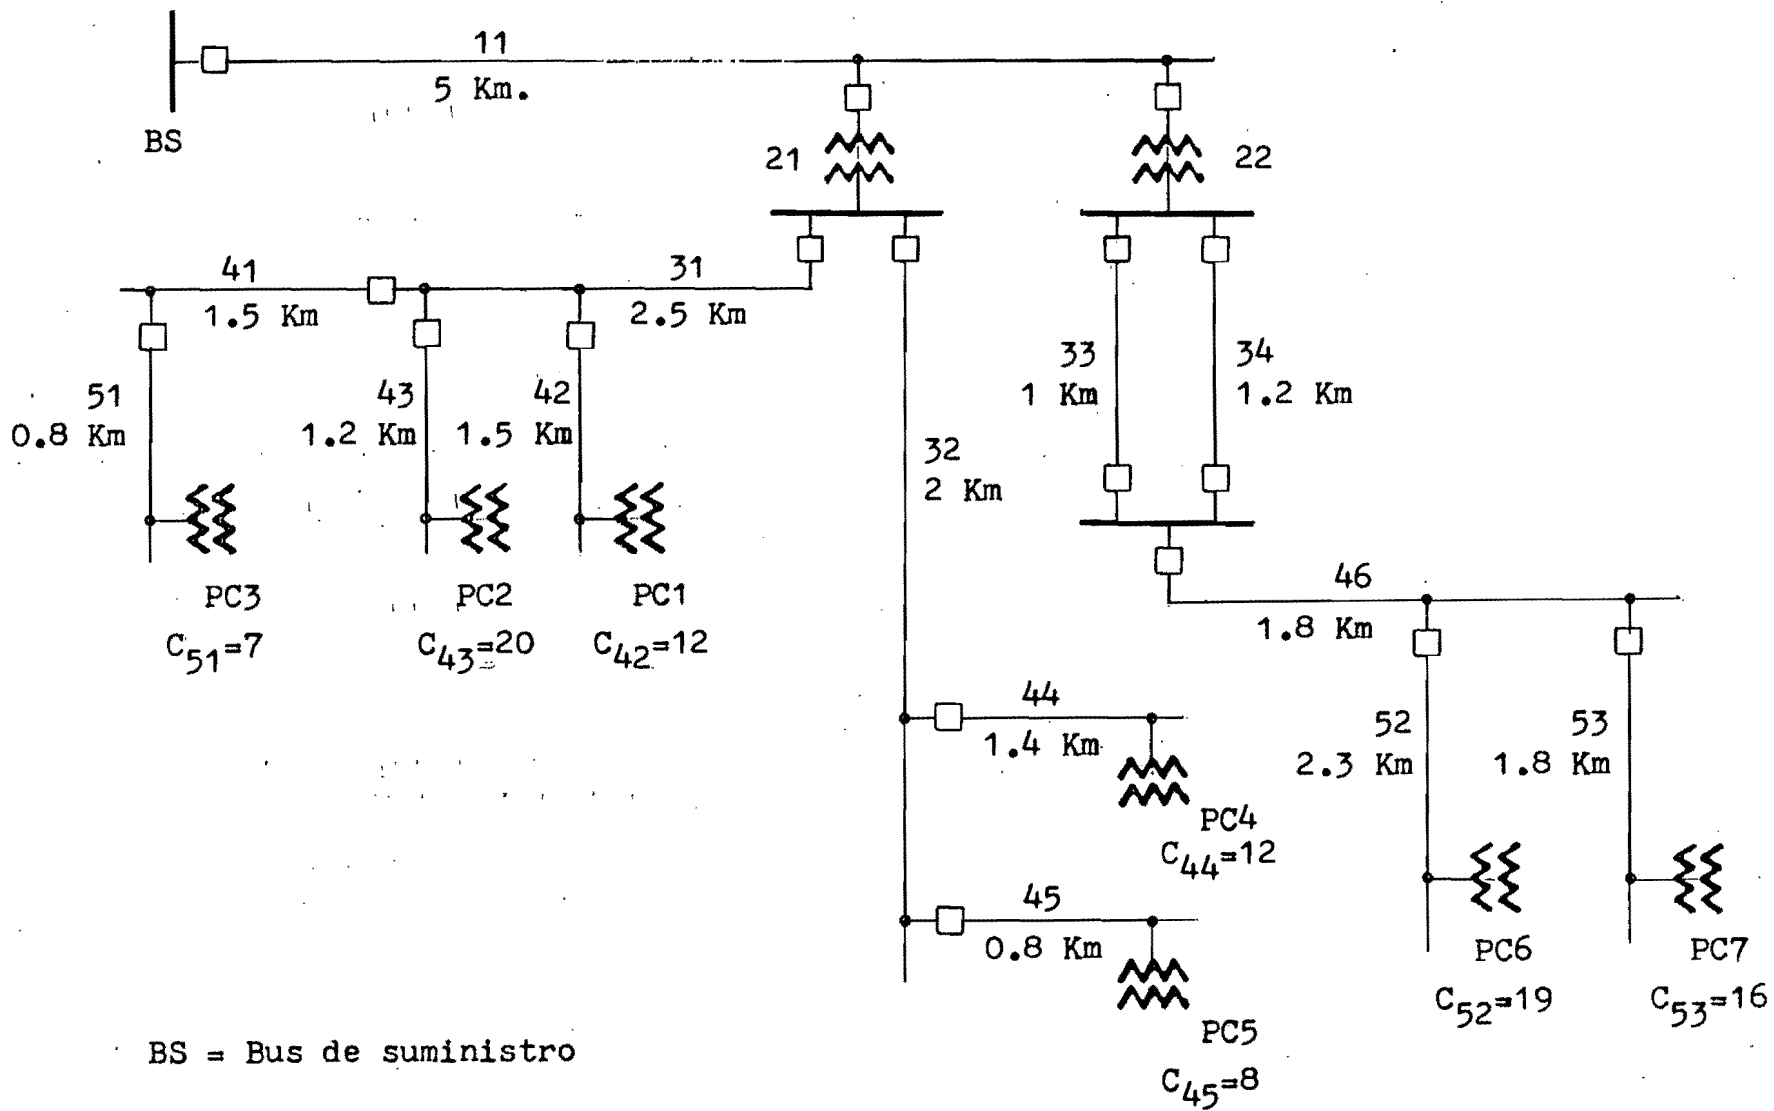 11
5 Km.
BS
21
22
41
1.5 Km
31
2.5 Km
51
0.8 Km
43
1.2 Km
42
1.5 Km
33
1 Km
34
1.2 Km
32
2 Km
46
1.8 Km
PC3
C51=7
PC2
C43=20
PC1
C42=12
44
1.4 Km
52
2.3 Km
53
1.8 Km
PC4
C44=12
45
0.8 Km
PC6
C52=19
PC7
C53=16
PC5
C45=8
BS = Bus de suministro